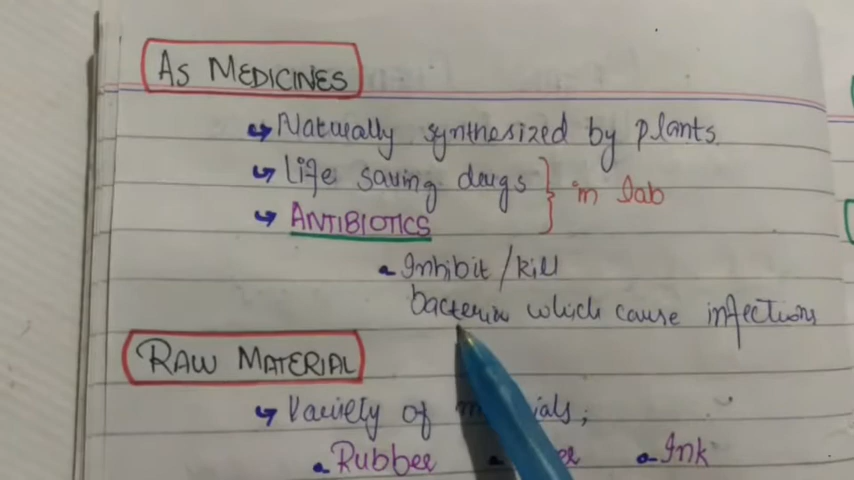 AS MEDICINES
Naturally synthesized by plants.
Life saving drugs
in lab
ANTIBIOTICS
Inhibit/kill
bacteria which cause infections
RAW MATERIAL
Variety of
Rubber Ink